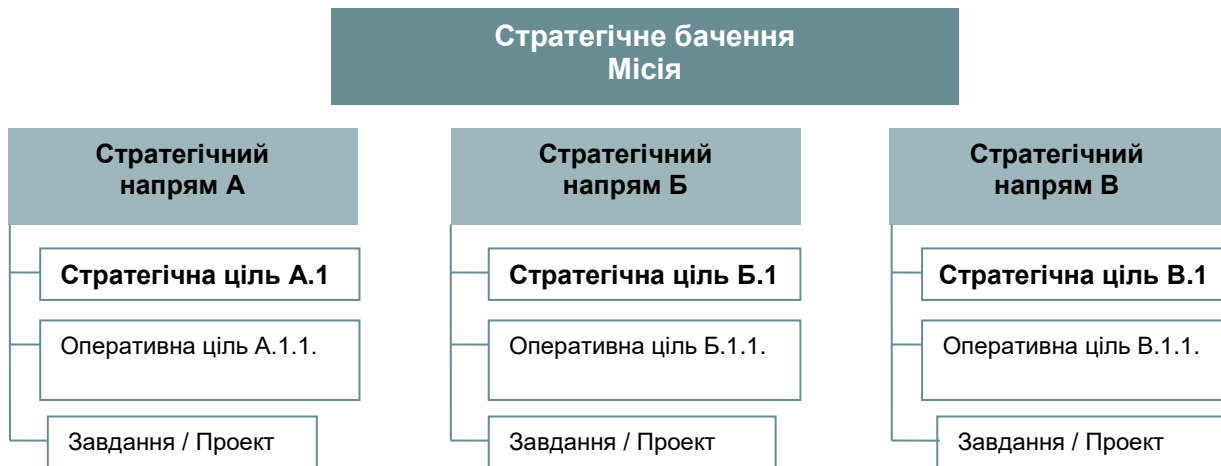 Стратегічне бачення
Місія
Стратегічний
напрям А
Стратегічна ціль А.1
Оперативна ціль А.1.1.
Завдання / Проект
Стратегічний
напрям Б
Стратегічна ціль Б.1
Оперативна ціль Б.1.1.
Завдання / Проект
Стратегічний
напрям В
Стратегічна ціль В.1
Оперативна ціль В.1.1.
Завдання / Проект